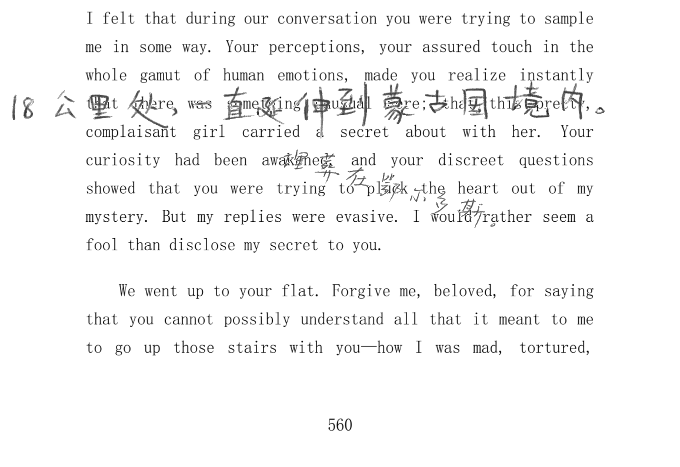 I felt that during our conversation you were trying to sample
me in some way. Your perceptions, your assured touch in the
whole gamut of human emotions, made you realize instantly
18公里处，一直延伸到蒙古国境内。
that there was something unusual here; that this pretty,
complaisant girl carried a secret about with her. Your
curiosity had been awakened, and your discreet questions
showed that you were trying to pluck the heart out of my
mystery. But my replies were evasive. I would rather seem a
fool than disclose my secret to you.
We went up to your flat. Forgive me, beloved, for saying
that you cannot possibly understand all that it meant to me
to go up those stairs with you—how I was mad, tortured,
560